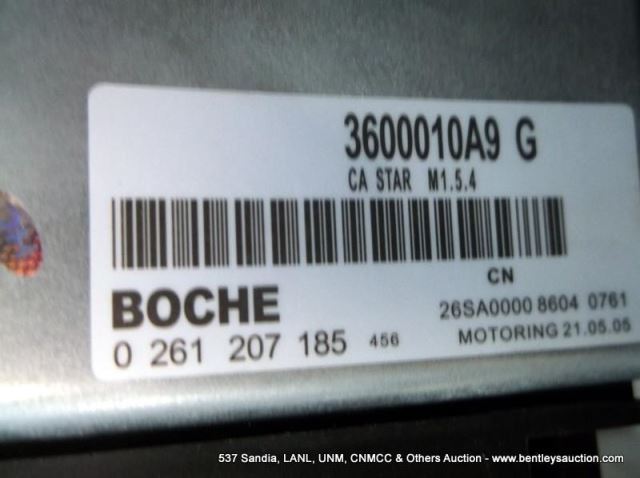 3600010A9 G
CA STAR M1.5.4
CN
BOCHE
26SA0000 8604 0761
0 261 207 185 456
MOTORING 21.05.05
537 Sandia, LANL, UNM, CNMCC & Others Auction - www.bentleysauction.com